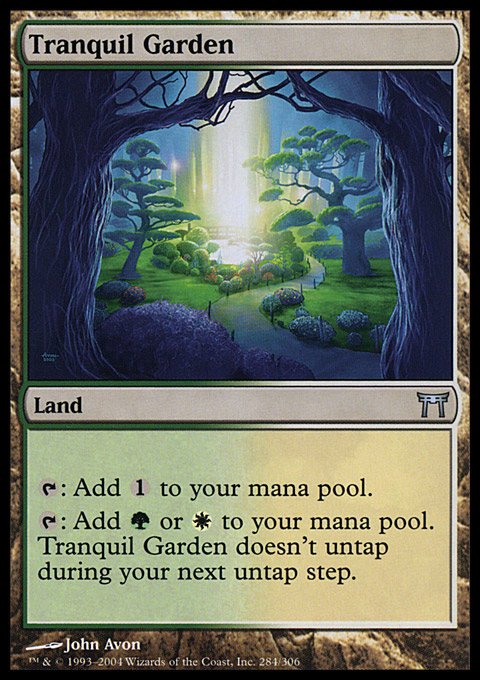 Tranquil Garden
Land
: Add 1 to your mana pool.
: Add or to your mana pool.
Tranquil Garden doesn't untap
during your next untap step.
John Avon
™ & © 1993–2004 Wizards of the Coast, Inc. 284/306